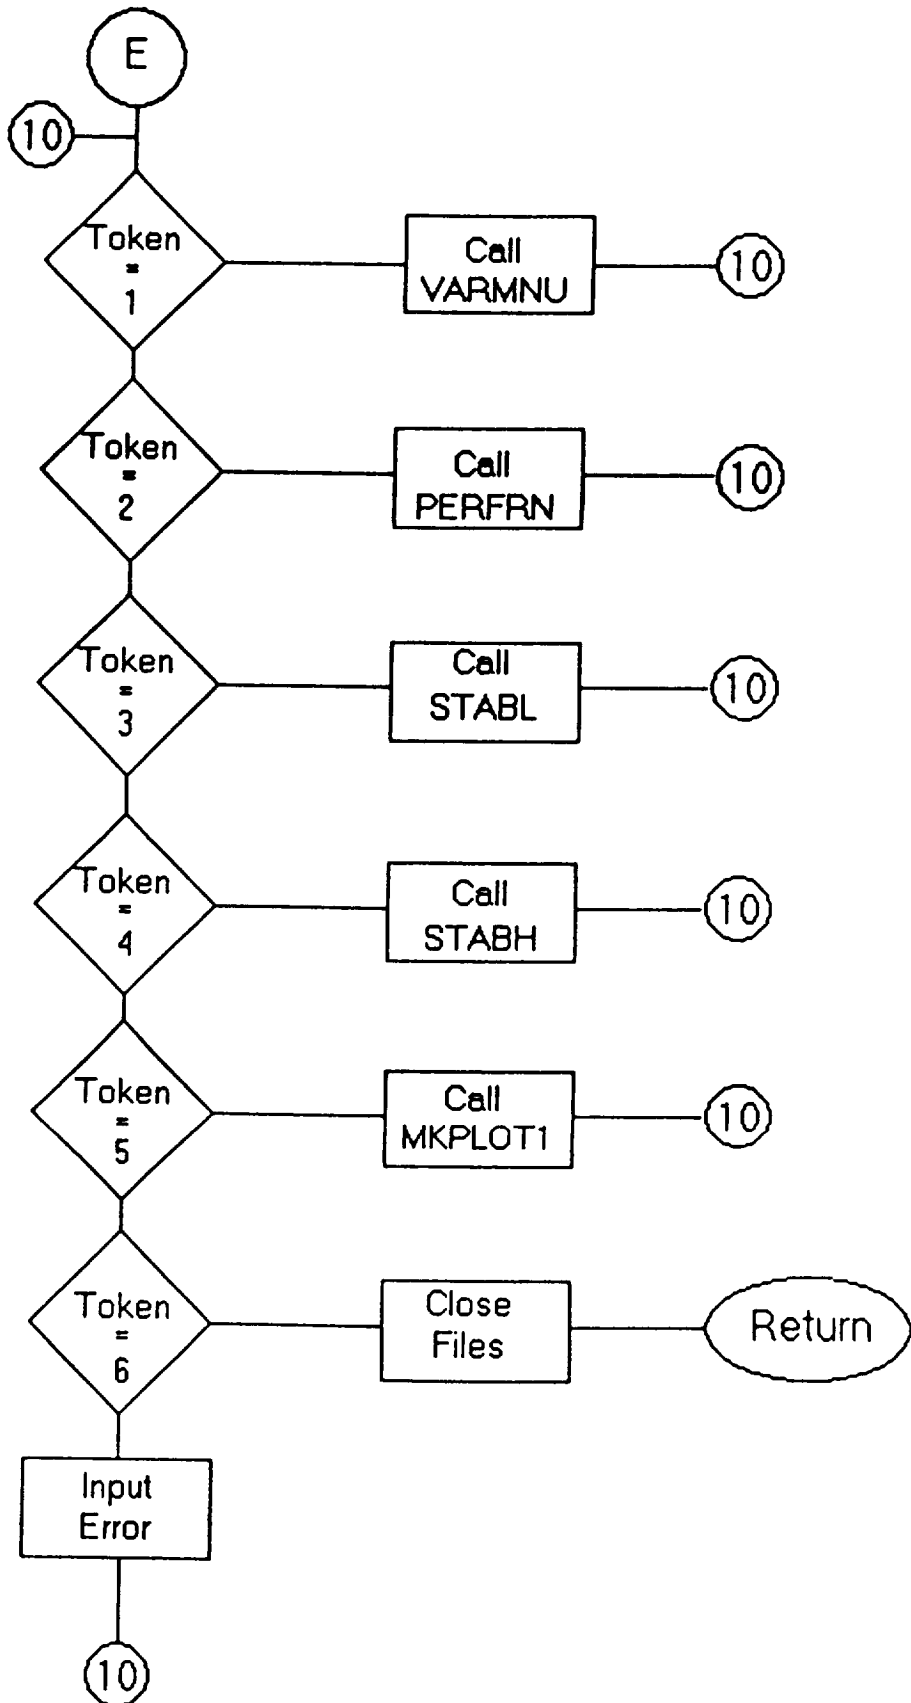 E
10
Token
=
1
Call
VARMNU
10
Token
=
2
Call
PERFRN
10
Token
=
3
Call
STABL
10
Token
=
4
Call
STABH
10
Token
=
5
Call
MKPLOT1
10
Token
=
6
Close
Files
Return
Input
Error
10